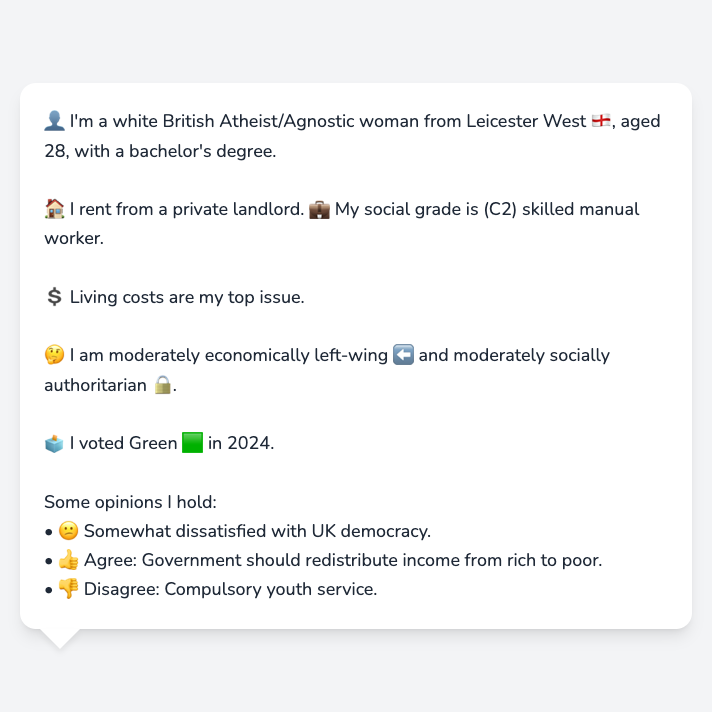 👤 I'm a white British Atheist/Agnostic woman from Leicester West 🏴󠁧󠁢󠁥󠁮󠁧󠁿, aged
28, with a bachelor's degree.
🏠 I rent from a private landlord. 💼 My social grade is (C2) skilled manual
worker.
💲 Living costs are my top issue.
🤔 I am moderately economically left-wing ⬅️ and moderately socially
authoritarian 🔒.
🗳️ I voted Green 🟩 in 2024.
Some opinions I hold:
• 🙁 Somewhat dissatisfied with UK democracy.
• 👍 Agree: Government should redistribute income from rich to poor.
• 👎 Disagree: Compulsory youth service.